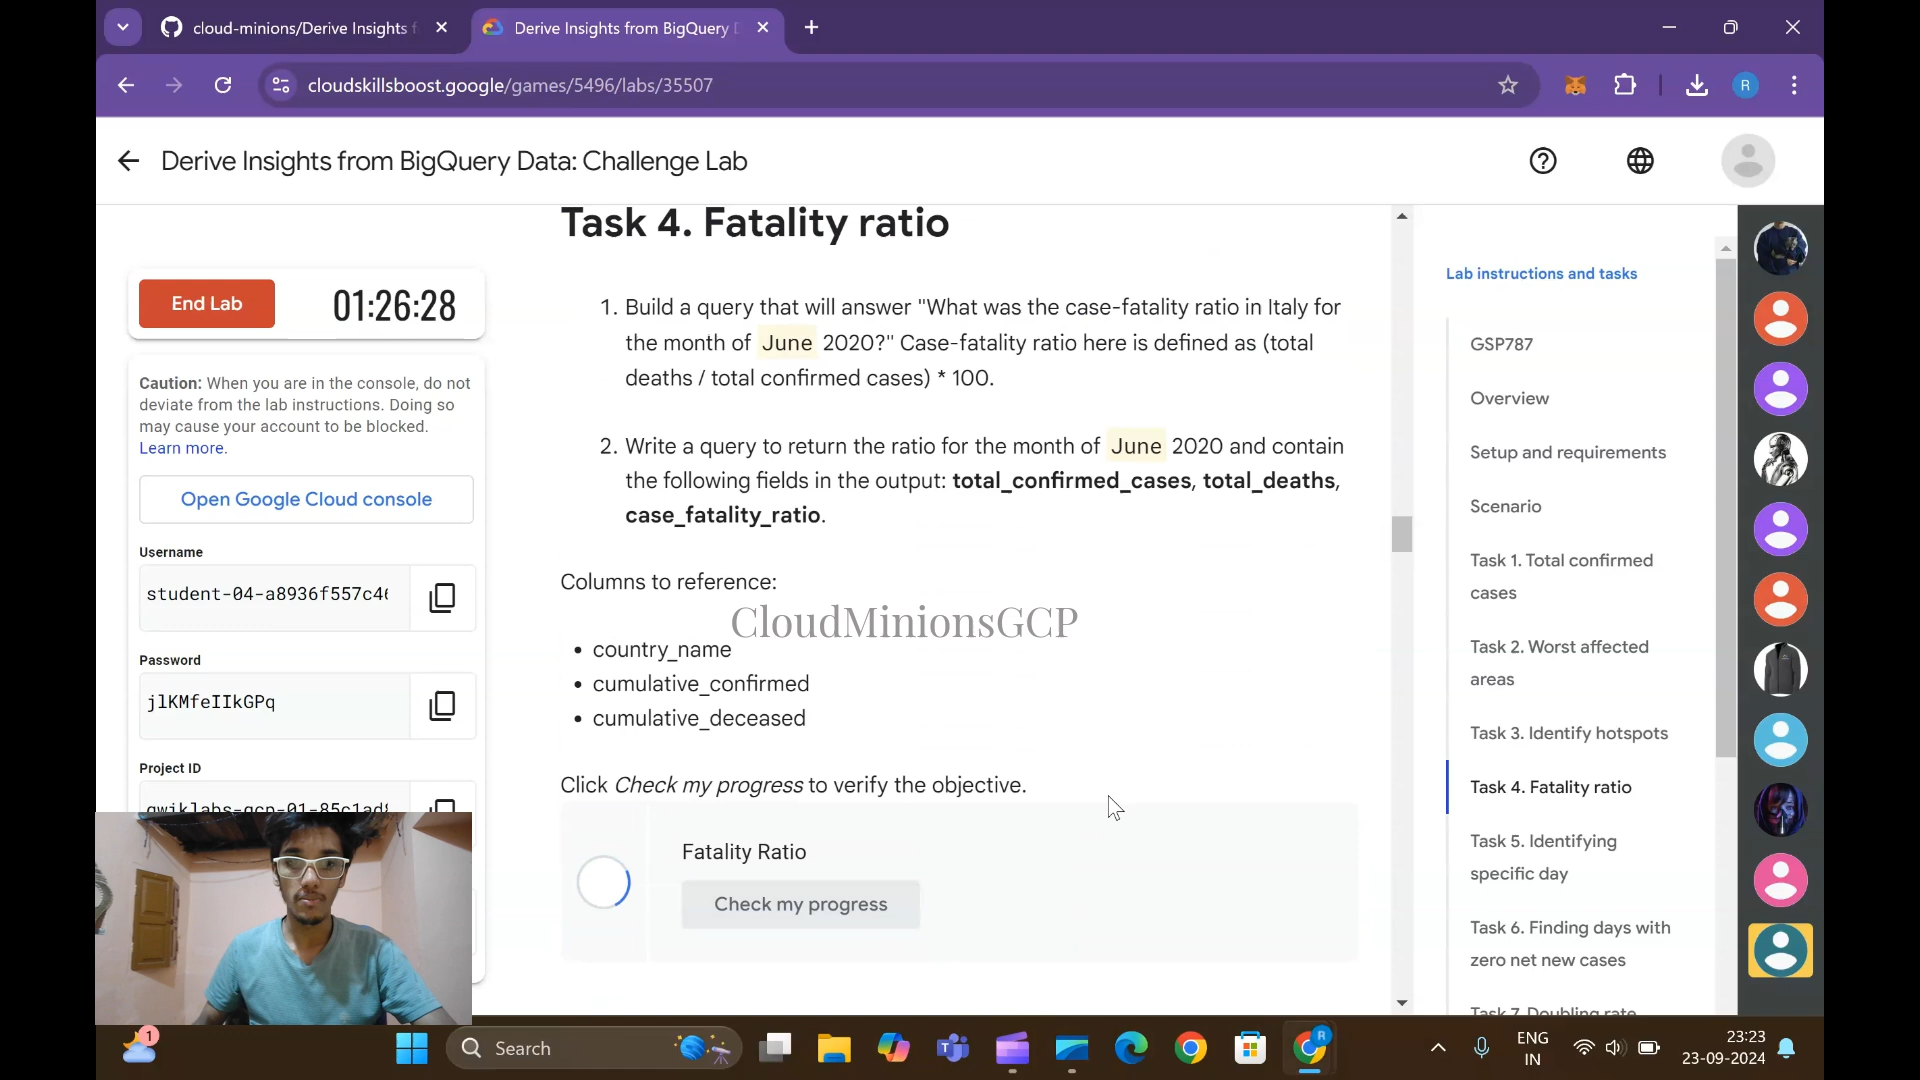 cloud-minions/Derive Insights f
Derive Insights from BigQuery D
cloudskillsboost.google/games/5496/labs/35507
R
Derive Insights from BigQuery Data: Challenge Lab
End Lab
01:26:28
Caution: When you are in the console, do not
deviate from the lab instructions. Doing so
may cause your account to be blocked.
Learn more.
Open Google Cloud console
Username
student-04-a8936f557c46
Password
jlKMfeIIkGPq
Project ID
qwiklabs-gcp-01-85c1ad8
Task 4. Fatality ratio
1. Build a query that will answer "What was the case-fatality ratio in Italy for
the month of June 2020?" Case-fatality ratio here is defined as (total
deaths / total confirmed cases) * 100.
2. Write a query to return the ratio for the month of June 2020 and contain
the following fields in the output: total_confirmed_cases, total_deaths,
case_fatality_ratio.
Columns to reference:
CloudMinionsGCP
• country_name
• cumulative_confirmed
• cumulative_deceased
Click Check my progress to verify the objective.
Fatality Ratio
Check my progress
Lab instructions and tasks
GSP787
Overview
Setup and requirements
Scenario
Task 1. Total confirmed
cases
Task 2. Worst affected
areas
Task 3. Identify hotspots
Task 4. Fatality ratio
Task 5. Identifying
specific day
Task 6. Finding days with
zero net new cases
Task 7. Doubling rate
1
Search
R
ENG
IN
23:23
23-09-2024